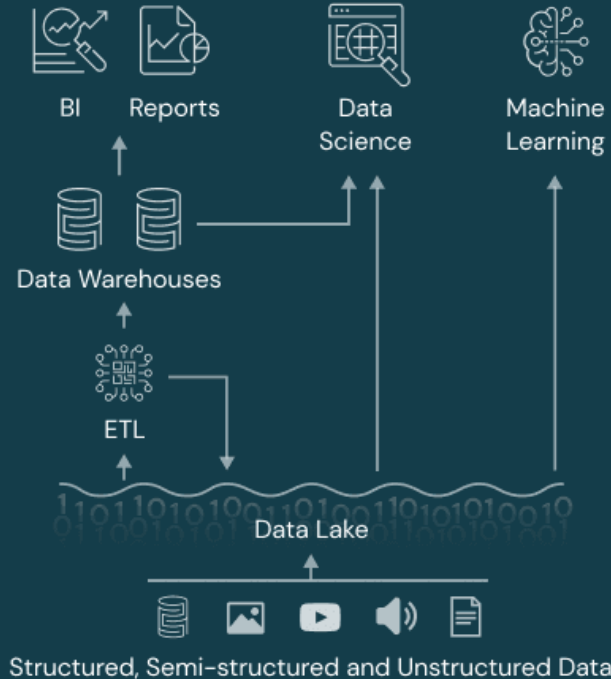 BI
Reports
Data
Science
Machine
Learning
Data Warehouses
ETL
Data Lake
Structured, Semi-structured and Unstructured Data